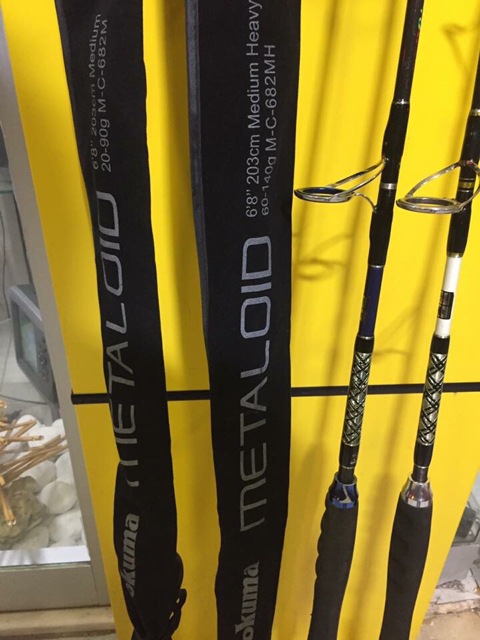 6'8" 203cm Medium
20-90g M-C-682M
METALOID
okuma
6'8" 203cm Medium Heavy
60-140g M-C-682MH
METALOID
okuma